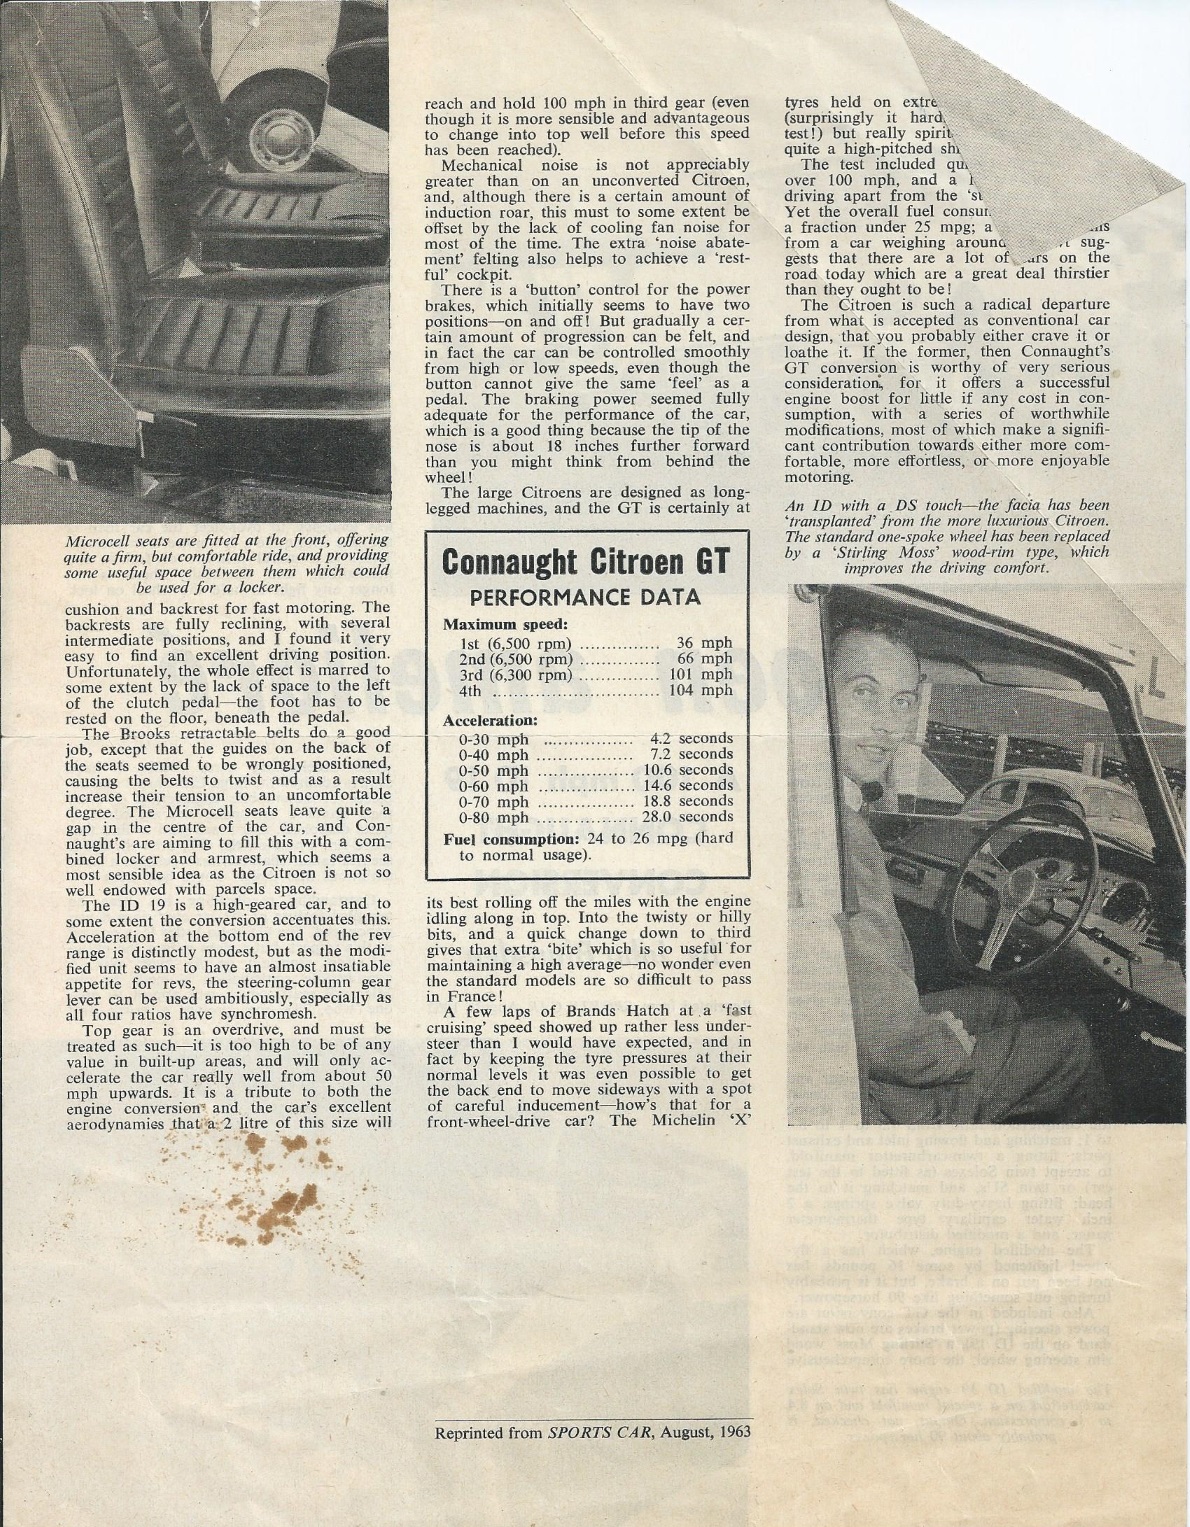 Microcell seats are fitted at the front, offering
quite a firm, but comfortable ride, and providing
some useful space between them which could
be used for a locker.
cushion and backrest for fast motoring. The
backrests are fully reclining, with several
intermediate positions, and I found it very
easy to find an excellent driving position.
Unfortunately, the whole effect is marred to
some extent by the lack of space to the left
of the clutch pedal—the foot has to be
rested on the floor, beneath the pedal.
The Brooks retractable belts do a good
job, except that the guides on the back of
the seats seemed to be wrongly positioned,
causing the belts to twist and as a result
increase their tension to an uncomfortable
degree. The Microcell seats leave quite a
gap in the centre of the car, and Con-
naught's are aiming to fill this with a com-
bined locker and armrest, which seems a
most sensible idea as the Citroen is not so
well endowed with parcels space.
The ID 19 is a high-geared car, and to
some extent the conversion accentuates this.
Acceleration at the bottom end of the rev
range is distinctly modest, but as the modi-
fied unit seems to have an almost insatiable
appetite for revs, the steering-column gear
lever can be used ambitiously, especially as
all four ratios have synchromesh.
Top gear is an overdrive, and must be
treated as such—it is too high to be of any
value in built-up areas, and will only ac-
celerate the car really well from about 50
mph upwards. It is a tribute to both the
engine conversion and the car's excellent
aerodynamies that a 2 litre of this size will
reach and hold 100 mph in third gear (even
though it is more sensible and advantageous
to change into top well before this speed
has been reached).
Mechanical noise is not appreciably
greater than on an unconverted Citroen,
and, although there is a certain amount of
induction roar, this must to some extent be
offset by the lack of cooling fan noise for
most of the time. The extra 'noise abate-
ment' felting also helps to achieve a 'rest-
ful' cockpit.
There is a 'button' control for the power
brakes, which initially seems to have two
positions—on and off! But gradually a cer-
tain amount of progression can be felt, and
in fact the car can be controlled smoothly
from high or low speeds, even though the
button cannot give the same 'feel' as a
pedal. The braking power seemed fully
adequate for the performance of the car,
which is a good thing because the tip of the
nose is about 18 inches further forward
than you might think from behind the
wheel!
The large Citroens are designed as long-
legged machines, and the GT is certainly at
Connaught Citroen GT
PERFORMANCE DATA
Maximum speed:
1st (6,500 rpm) .............. 36 mph
2nd (6,500 rpm) .............. 66 mph
3rd (6,300 rpm) .............. 101 mph
4th .............................. 104 mph
Acceleration:
0-30 mph ................. 4.2 seconds
0-40 mph ................. 7.2 seconds
0-50 mph ................. 10.6 seconds
0-60 mph ................. 14.6 seconds
0-70 mph ................. 18.8 seconds
0-80 mph ................. 28.0 seconds
Fuel consumption: 24 to 26 mpg (hard
to normal usage).
its best rolling off the miles with the engine
idling along in top. Into the twisty or hilly
bits, and a quick change down to third
gives that extra 'bite' which is so useful for
maintaining a high average—no wonder even
the standard models are so difficult to pass
in France!
A few laps of Brands Hatch at a 'fast
cruising' speed showed up rather less under-
steer than I would have expected, and in
fact by keeping the tyre pressures at their
normal levels it was even possible to get
the back end to move sideways with a spot
of careful inducement—how's that for a
front-wheel-drive car? The Michelin 'X'
tyres held on
(surprisingly it
test!) but really
quite a high-pitched
The test included
over 100 mph, and a
driving apart from the
Yet the overall fuel
a fraction under 25 mpg;
from a car weighing around sug-
gests that there are a lot of on the
road today which are a great deal thirstier
than they ought to be!
The Citroen is such a radical departure
from what is accepted as conventional car
design, that you probably either crave it or
loathe it. If the former, then Connaught's
GT conversion is worthy of very serious
consideration, for it offers a successful
engine boost for little if any cost in con-
sumption, with a series of worthwhile
modifications, most of which make a signifi-
cant contribution towards either more com-
fortable, more effortless, or more enjoyable
motoring.
An ID with a DS touch—the facia has been
'transplanted' from the more luxurious Citroen.
The standard one-spoke wheel has been replaced
by a 'Stirling Moss' wood-rim type, which
improves the driving comfort.
Reprinted from SPORTS CAR, August, 1963